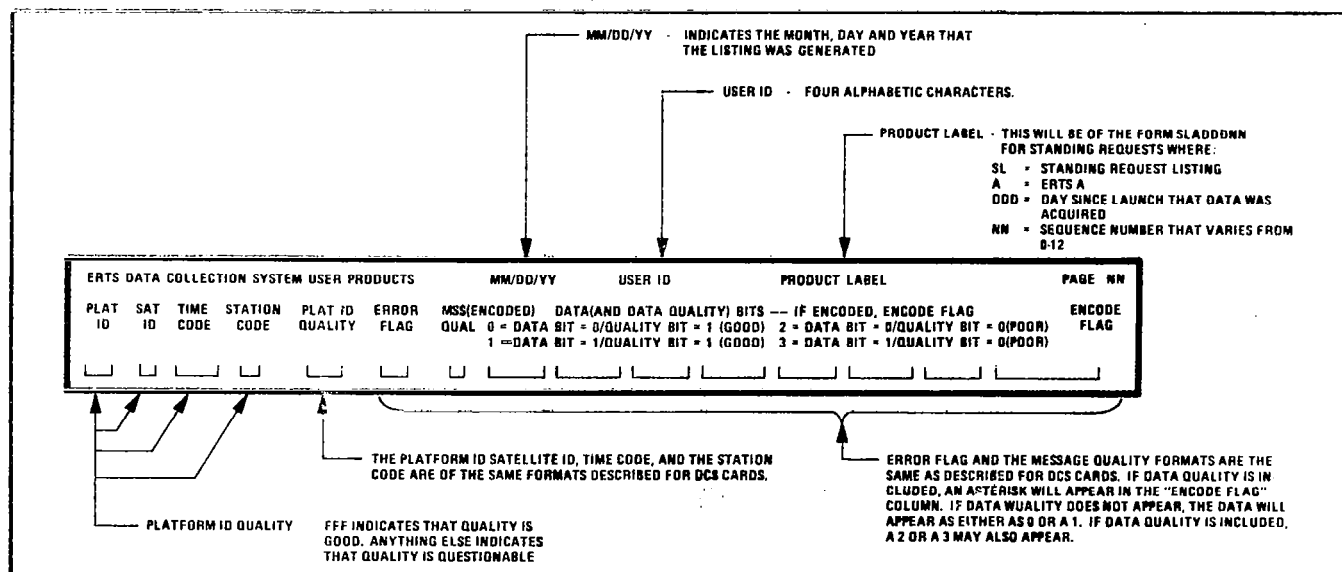 MM/DD/YY - INDICATES THE MONTH, DAY AND YEAR THAT
THE LISTING WAS GENERATED
USER ID - FOUR ALPHABETIC CHARACTERS.
PRODUCT LABEL - THIS WILL BE OF THE FORM SLADDDNN
FOR STANDING REQUESTS WHERE:
SL = STANDING REQUEST LISTING
A = ERTS A
DDD = DAY SINCE LAUNCH THAT DATA WAS
ACQUIRED
NN = SEQUENCE NUMBER THAT VARIES FROM
0-12
ERTS DATA COLLECTION SYSTEM USER PRODUCTS MM/DD/YY USER ID PRODUCT LABEL PAGE NN
PLAT SAT TIME STATION PLAT ID ERROR MSS(ENCODED) DATA(AND DATA QUALITY) BITS -- IF ENCODED, ENCODE FLAG ENCODE
ID ID CODE CODE QUALITY FLAG QUAL 0 = DATA BIT = 0/QUALITY BIT = 1 (GOOD) 2 = DATA BIT = 0/QUALITY BIT = 0(POOR) FLAG
1 = DATA BIT = 1/QUALITY BIT = 1 (GOOD) 3 = DATA BIT = 1/QUALITY BIT = 0(POOR)
THE PLATFORM ID SATELLITE ID, TIME CODE, AND THE STATION
CODE ARE OF THE SAME FORMATS DESCRIBED FOR DCS CARDS.
ERROR FLAG AND THE MESSAGE QUALITY FORMATS ARE THE
SAME AS DESCRIBED FOR DCS CARDS. IF DATA QUALITY IS IN
CLUDED, AN ASTERISK WILL APPEAR IN THE "ENCODE FLAG"
COLUMN. IF DATA WUALITY DOES NOT APPEAR, THE DATA WILL
APPEAR AS EITHER AS 0 OR A 1. IF DATA QUALITY IS INCLUDED,
A 2 OR A 3 MAY ALSO APPEAR.
PLATFORM ID QUALITY FFF INDICATES THAT QUALITY IS
GOOD. ANYTHING ELSE INDICATES
THAT QUALITY IS QUESTIONABLE